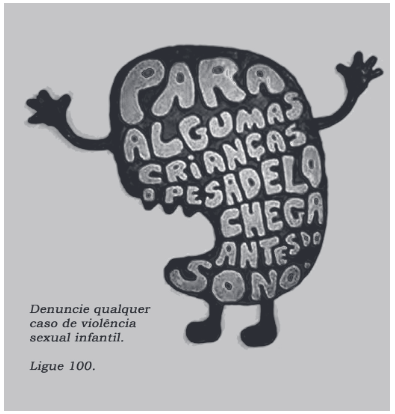 PARA
ALGUMAS
CRIANÇAS
O PESADELO
CHEGA
ANTES DO
SONO.
Denuncie qualquer
caso de violência
sexual infantil.
Ligue 100.